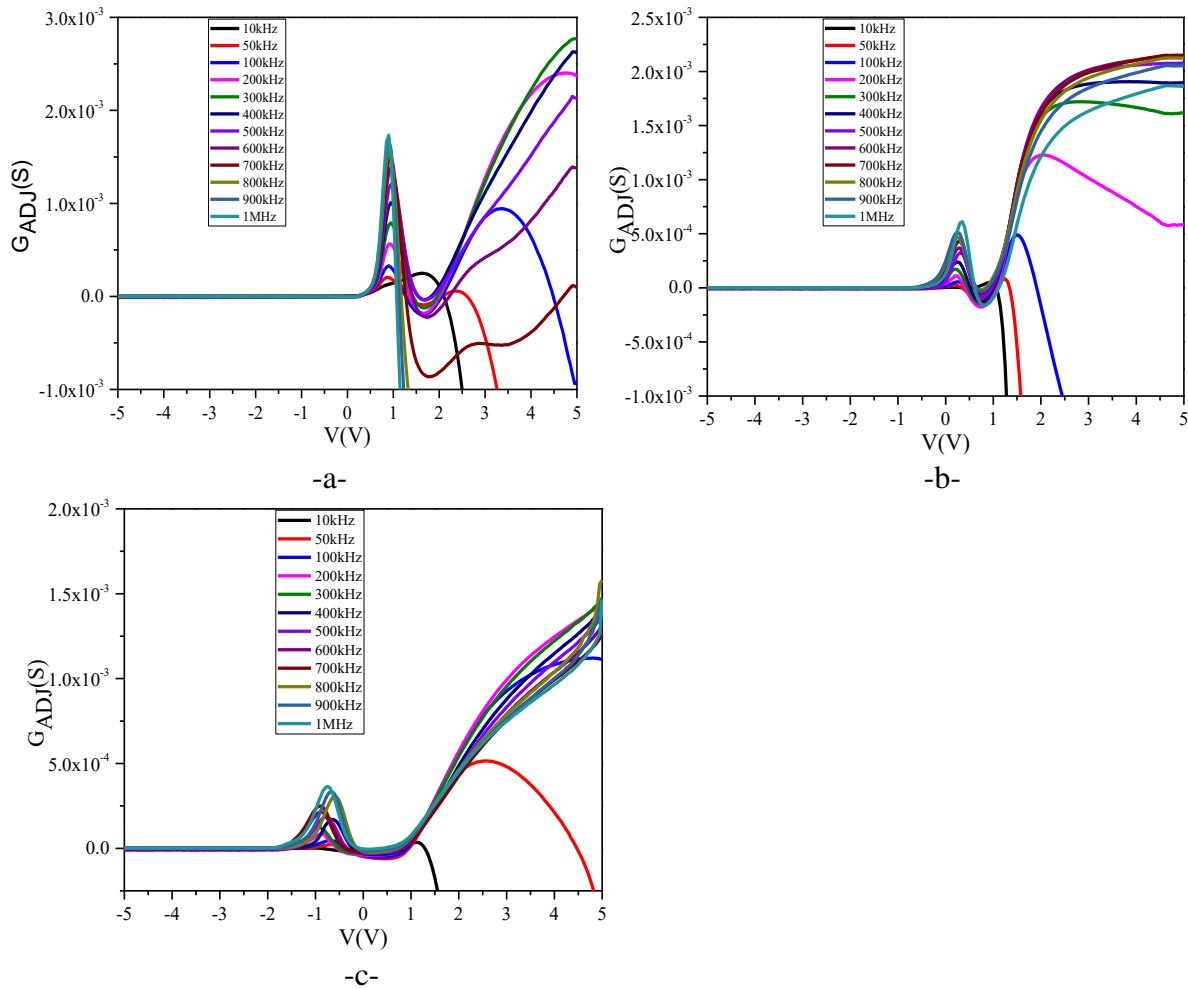 3.0x10⁻³
2.0x10⁻³
1.0x10⁻³
0.0
-1.0x10⁻³
G_ADJ(S)
10kHz
50kHz
100kHz
200kHz
300kHz
400kHz
500kHz
600kHz
700kHz
800kHz
900kHz
1MHz
-5 -4 -3 -2 -1 0 1 2 3 4 5
V(V)
-a-
2.5x10⁻³
2.0x10⁻³
1.5x10⁻³
1.0x10⁻³
5.0x10⁻⁴
0.0
-5.0x10⁻⁴
-1.0x10⁻³
G_ADJ(S)
10kHz
50kHz
100kHz
200kHz
300kHz
400kHz
500kHz
600kHz
700kHz
800kHz
900kHz
1MHz
-5 -4 -3 -2 -1 0 1 2 3 4 5
V(V)
-b-
2.0x10⁻³
1.5x10⁻³
1.0x10⁻³
5.0x10⁻⁴
0.0
G_ADJ(S)
10kHz
50kHz
100kHz
200kHz
300kHz
400kHz
500kHz
600kHz
700kHz
800kHz
900kHz
1MHz
-5 -4 -3 -2 -1 0 1 2 3 4 5
V(V)
-c-